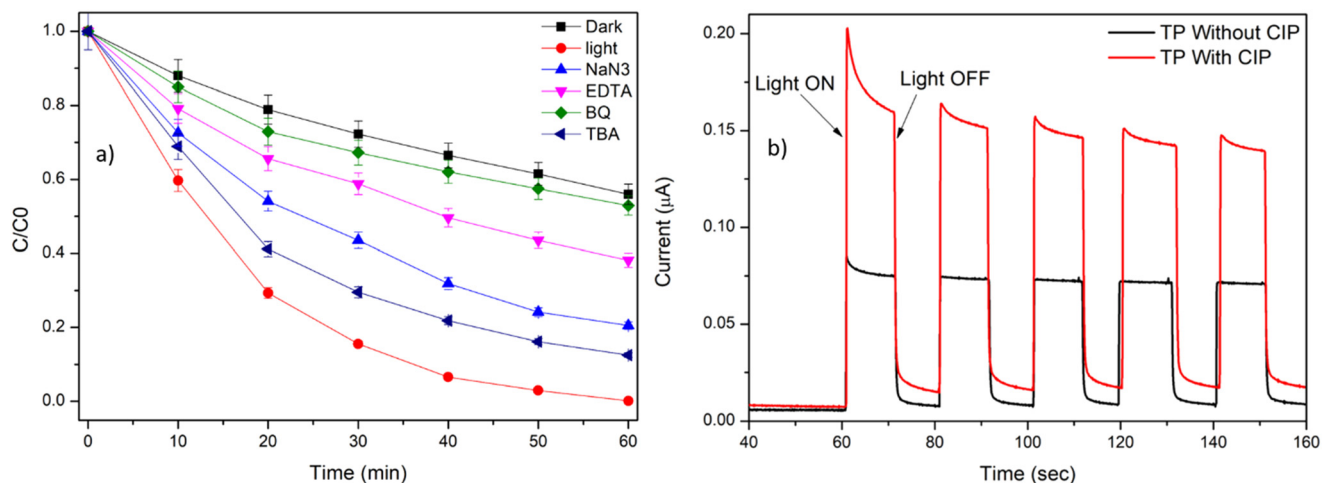 1.0
0.8
0.6
0.4
0.2
0.0
C/C0
a)
Dark
light
NaN3
EDTA
BQ
TBA
0 10 20 30 40 50 60
Time (min)
0.20
0.15
0.10
0.05
0.00
Current (μA)
TP Without CIP
TP With CIP
Light ON
Light OFF
b)
40 60 80 100 120 140 160
Time (sec)